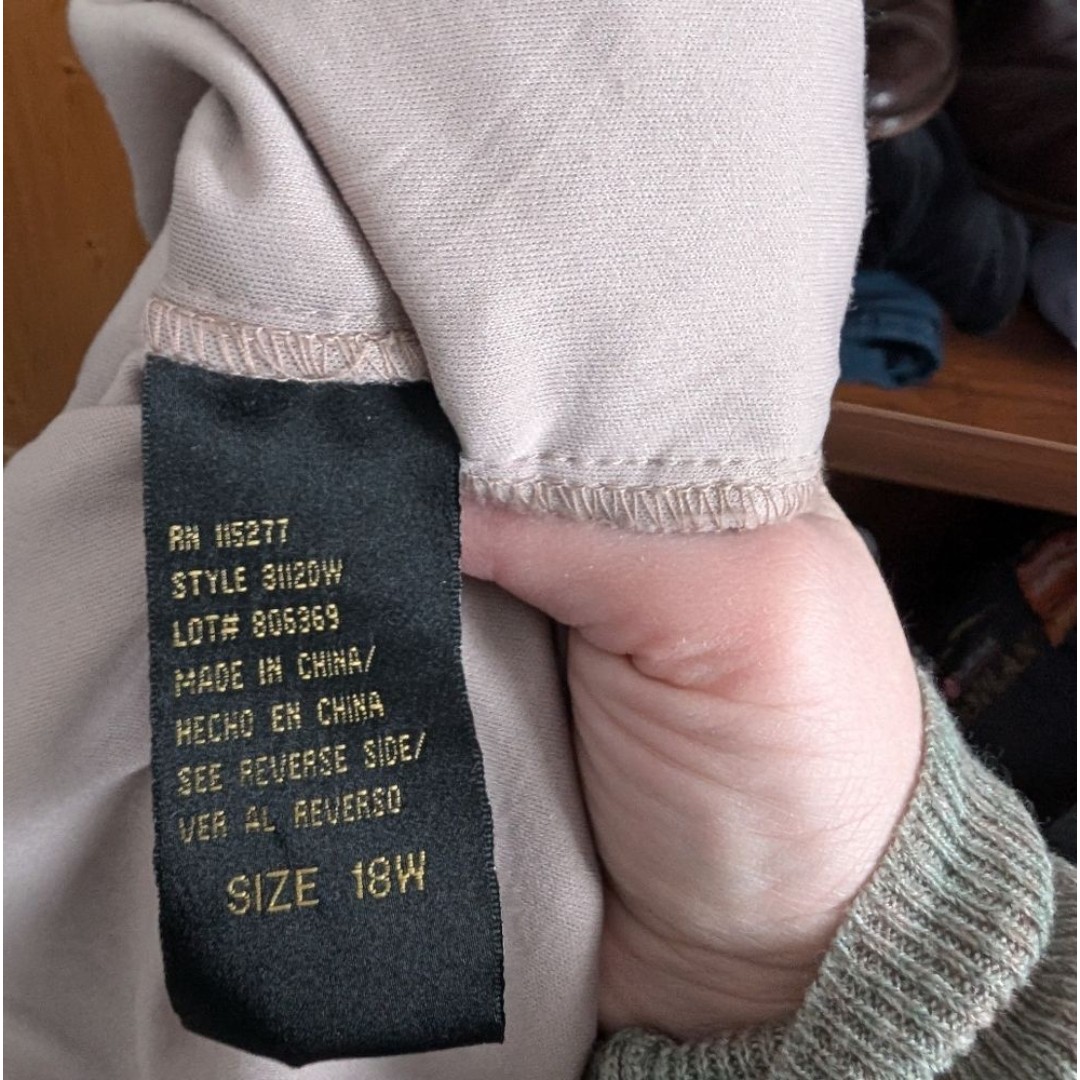 RN 115277
STYLE 31120W
LOT# 806369
MADE IN CHINA/
HECHO EN CHINA
SEE REVERSE SIDE/
VER AL REVERSO
SIZE 18W